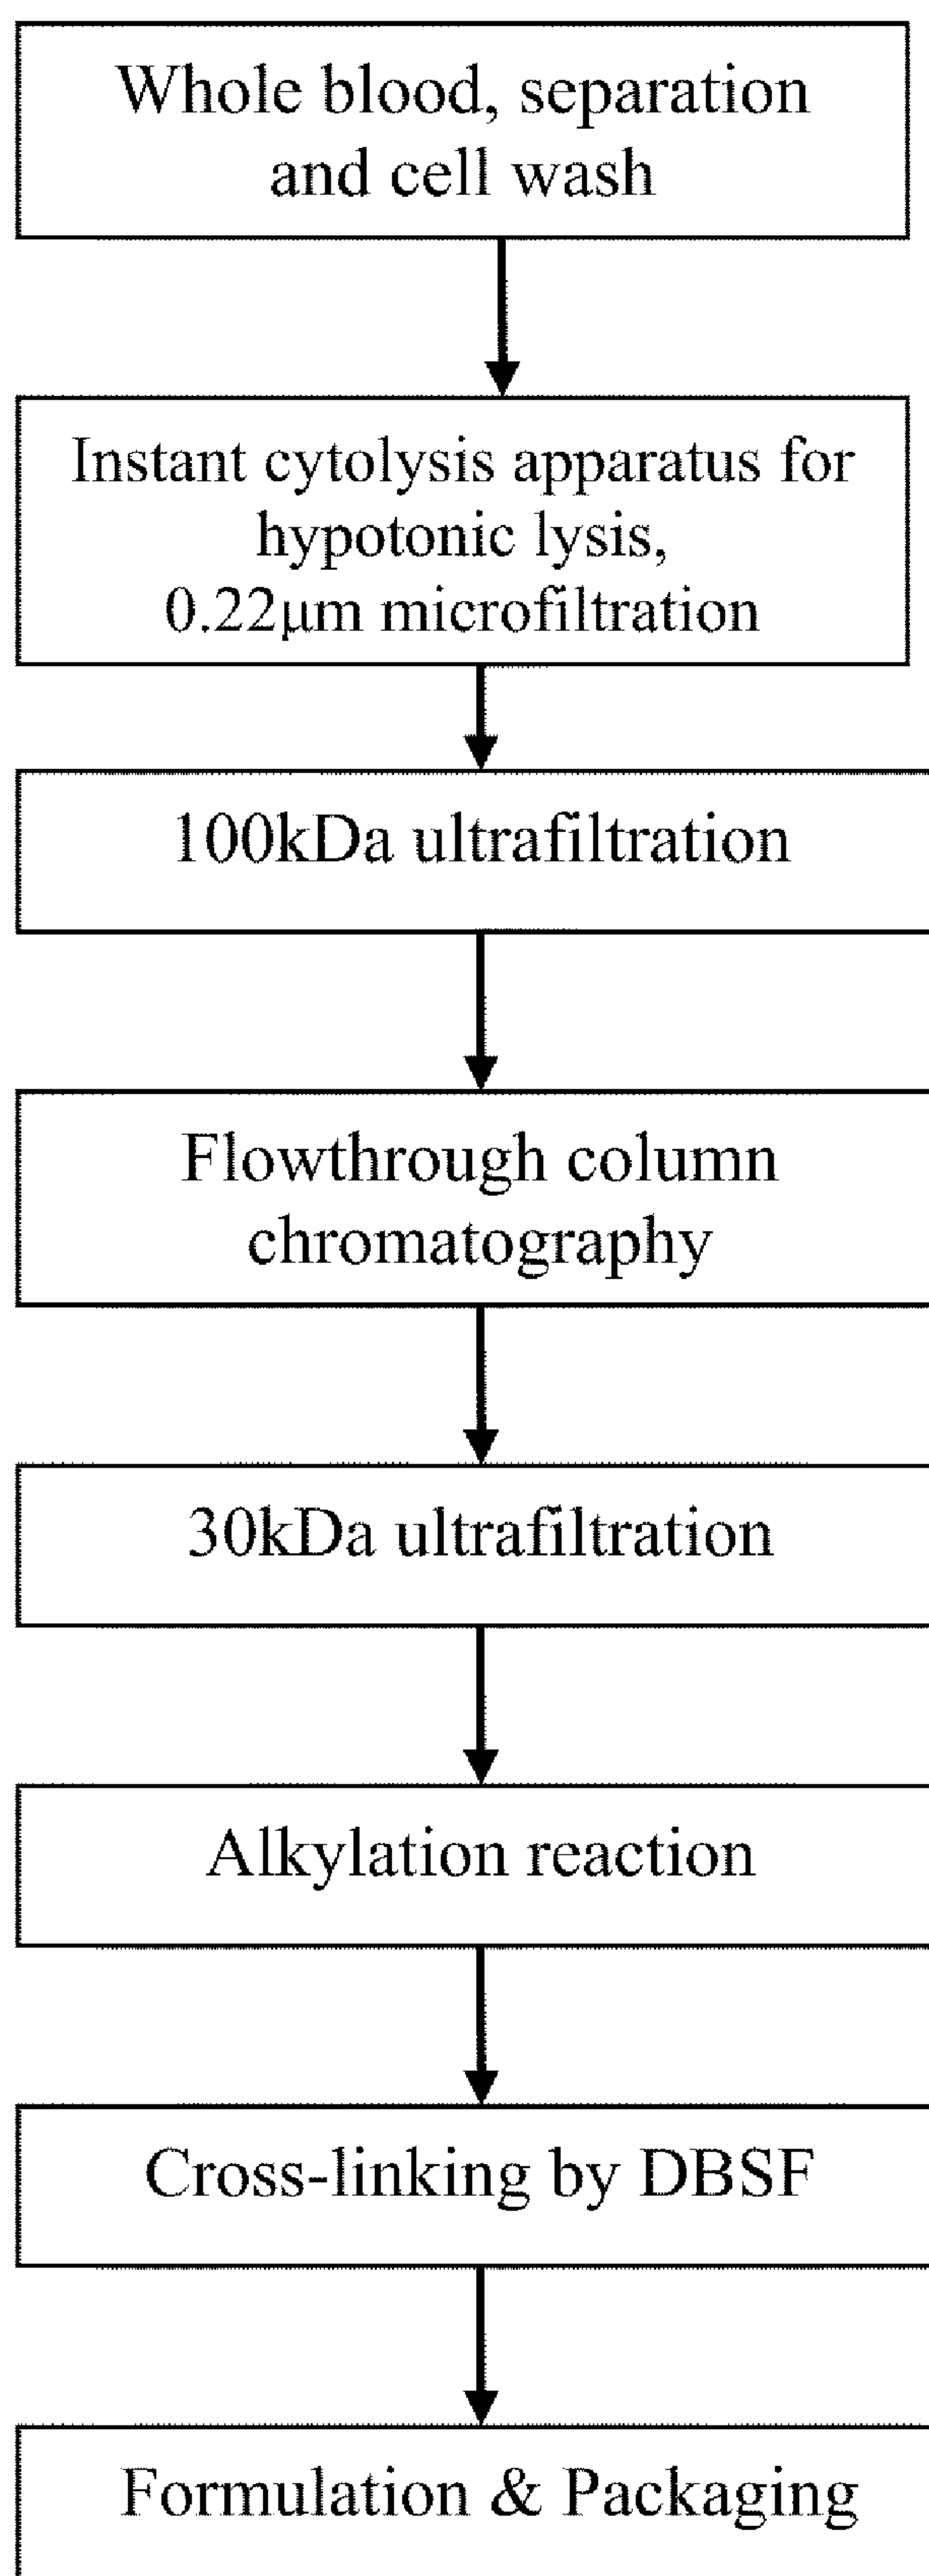 Whole blood, separation
and cell wash
Instant cytolysis apparatus for
hypotonic lysis,
0.22μm microfiltration
100kDa ultrafiltration
Flowthrough column
chromatography
30kDa ultrafiltration
Alkylation reaction
Cross-linking by DBSF
Formulation & Packaging